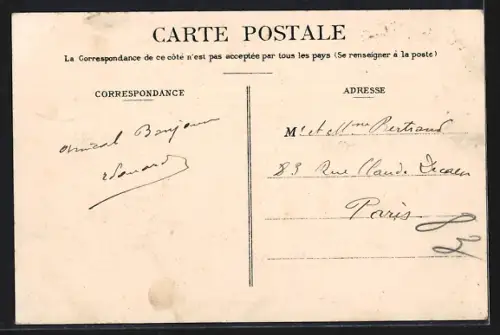 CARTE POSTALE
La Correspondance de ce côté n'est pas acceptée par tous les pays (Se renseigner à la poste)
CORRESPONDANCE
amical Bonjour
Edouard
ADRESSE
M r et Mme Bertrand
83 Rue Claude Decaen
Paris